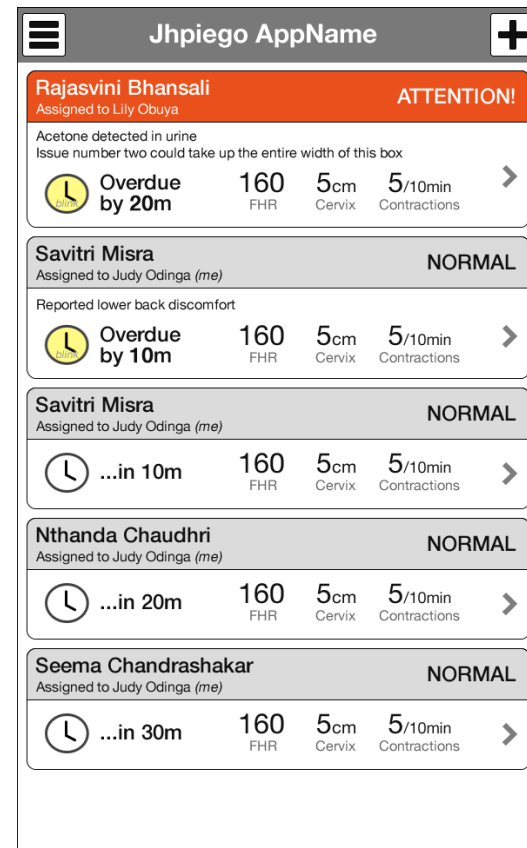 Jhpiego AppName
Rajasvini Bhansali
ATTENTION!
Assigned to Lily Obuya
Acetone detected in urine
Issue number two could take up the entire width of this box
blink
Overdue by 20m
160 FHR
5cm Cervix
5/10min Contractions
Savitri Misra
NORMAL
Assigned to Judy Odinga (me)
Reported lower back discomfort
blink
Overdue by 10m
160 FHR
5cm Cervix
5/10min Contractions
Savitri Misra
NORMAL
Assigned to Judy Odinga (me)
...in 10m
160 FHR
5cm Cervix
5/10min Contractions
Nthanda Chaudhri
NORMAL
Assigned to Judy Odinga (me)
...in 20m
160 FHR
5cm Cervix
5/10min Contractions
Seema Chandrashakar
NORMAL
Assigned to Judy Odinga (me)
...in 30m
160 FHR
5cm Cervix
5/10min Contractions